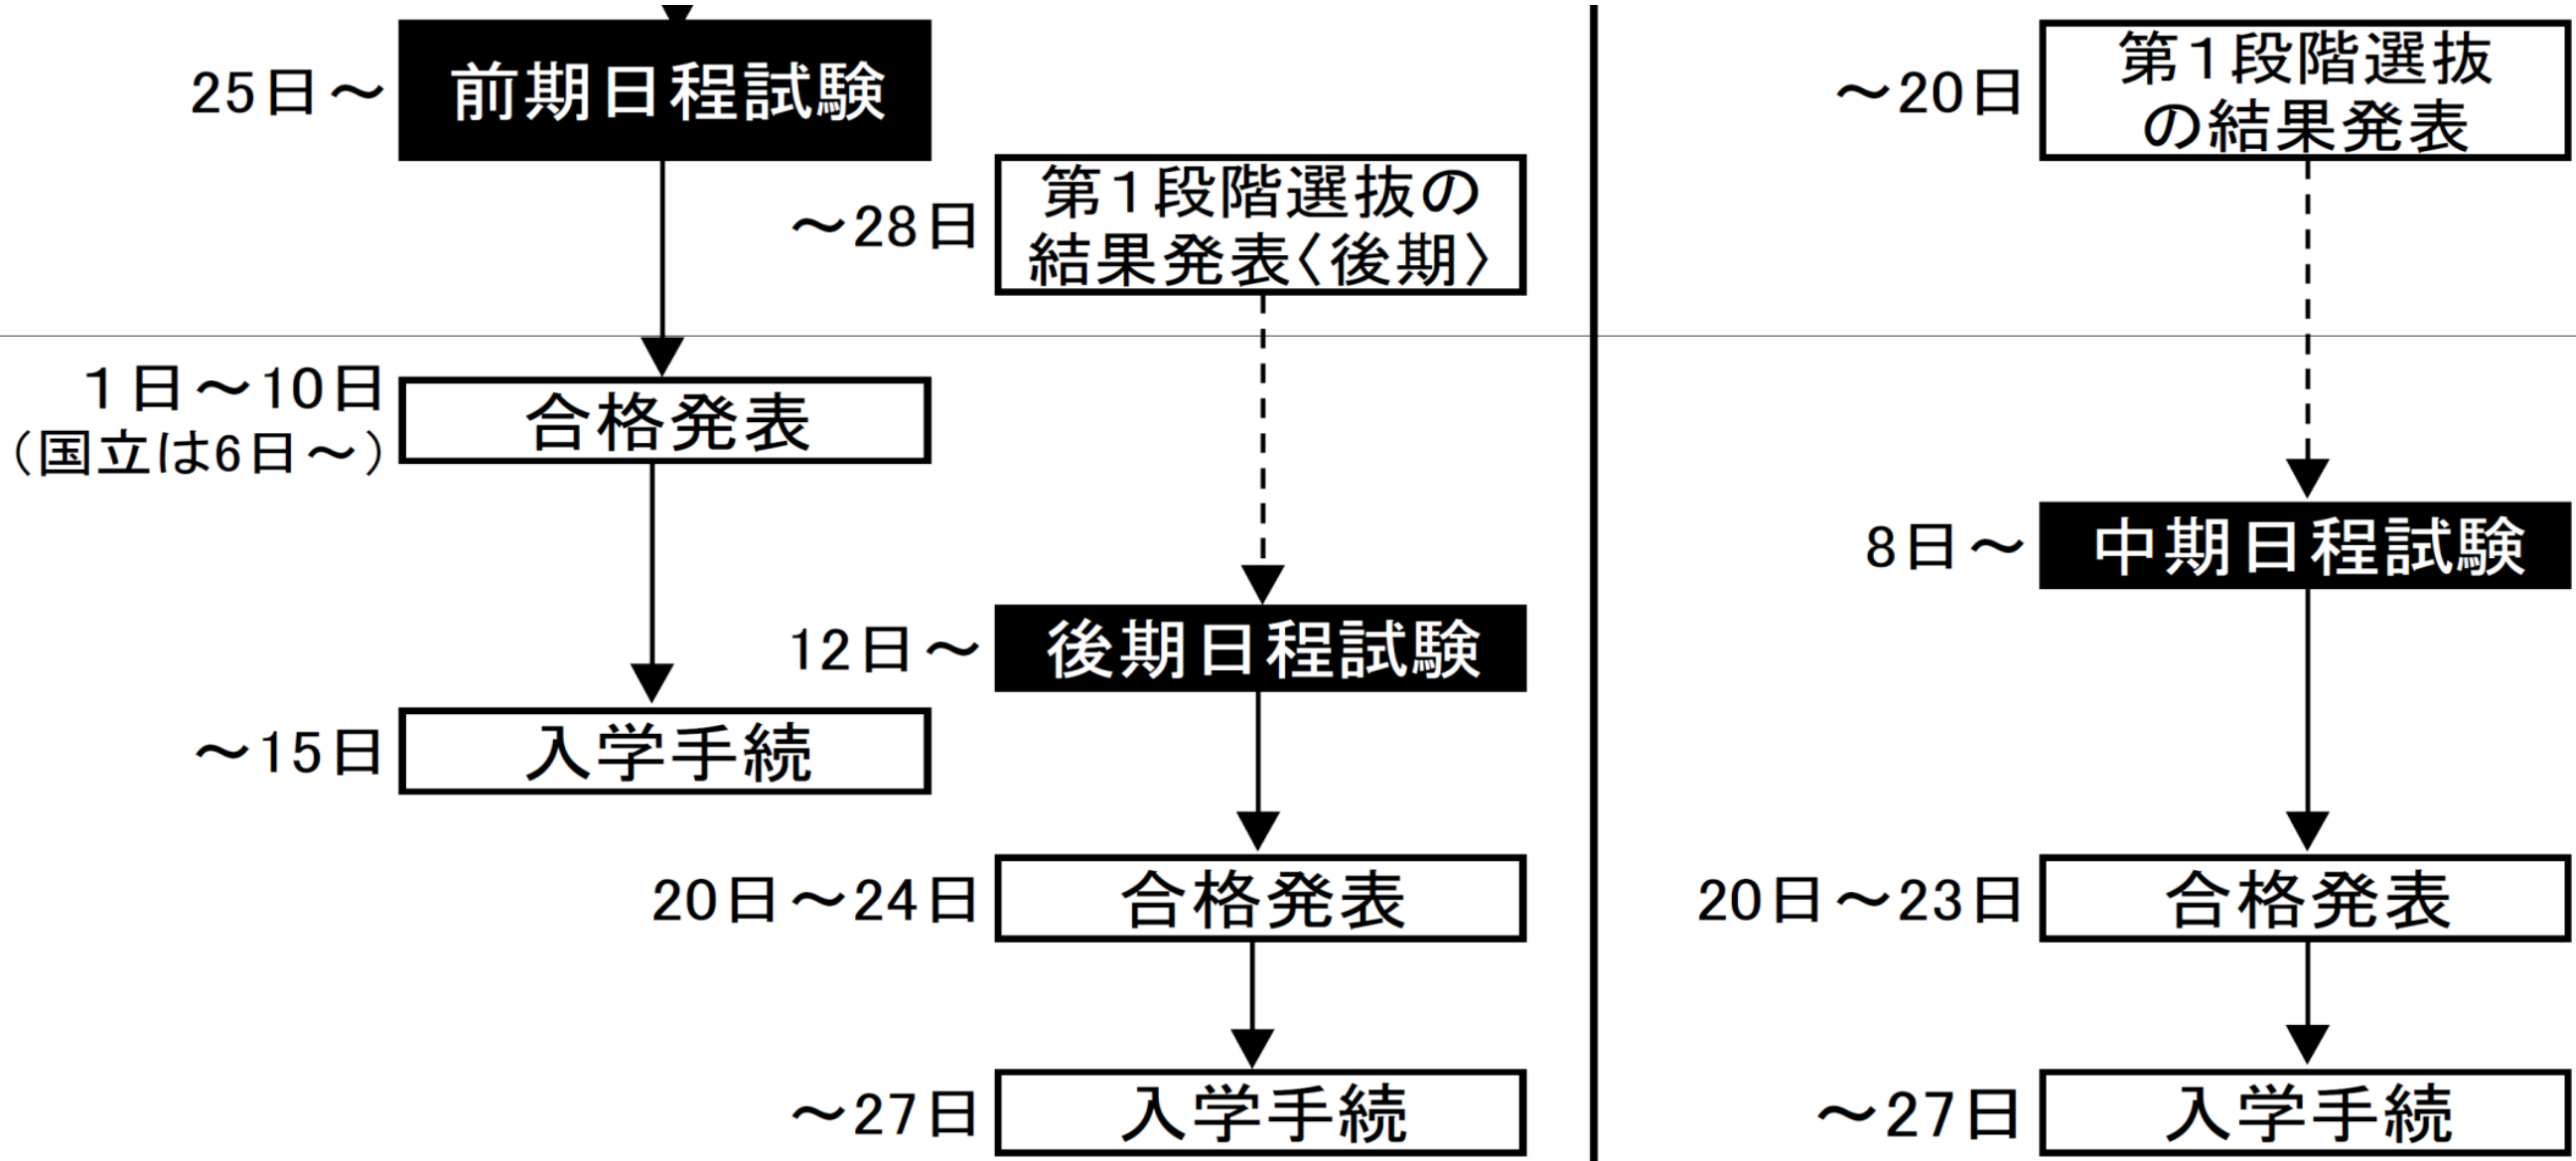 25日～
前期日程試験
～28日
第1段階選抜の
結果発表〈後期〉
1日～10日
（国立は6日～）
合格発表
12日～
後期日程試験
～15日
入学手続
20日～24日
合格発表
～27日
入学手続
～20日
第1段階選抜
の結果発表
8日～
中期日程試験
20日～23日
合格発表
～27日
入学手続